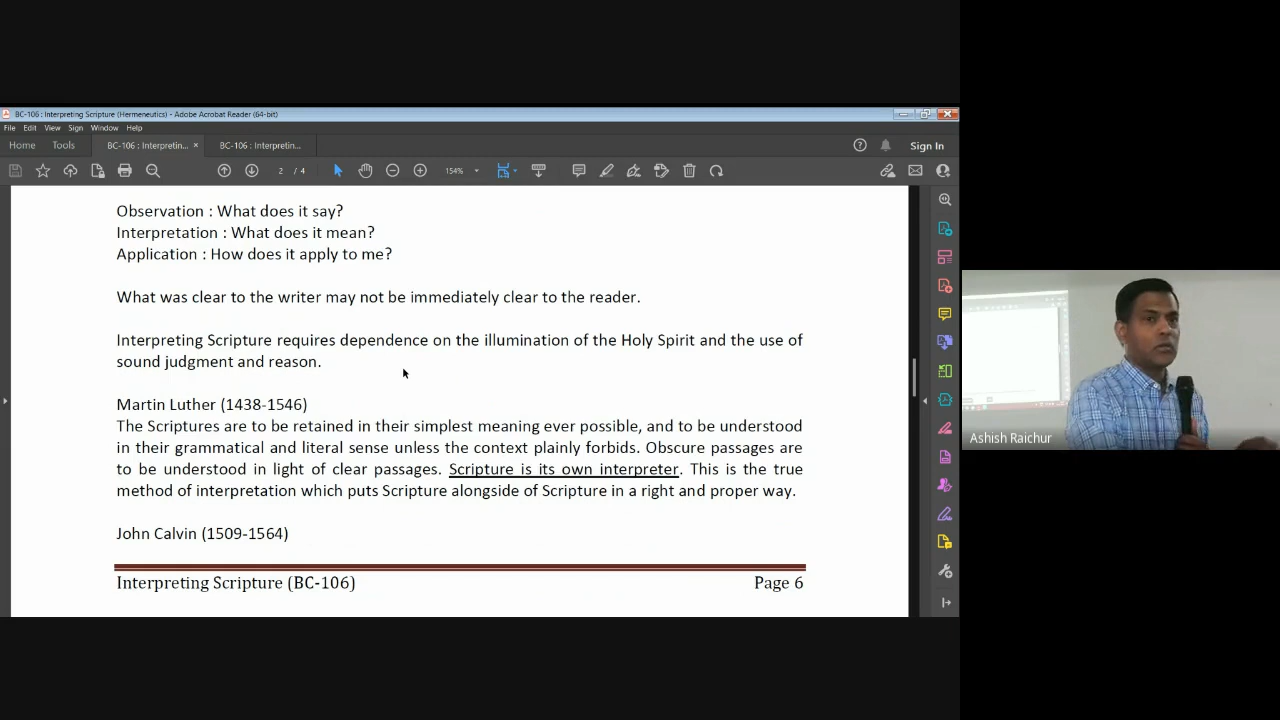 BC-106 : Interpreting Scripture (Hermeneutics) - Adobe Acrobat Reader (64-bit)
File Edit View Sign Window Help
Home Tools BC-106 : Interpretin... × BC-106 : Interpretin... Sign In
2 / 4 154%
Observation : What does it say?
Interpretation : What does it mean?
Application : How does it apply to me?
What was clear to the writer may not be immediately clear to the reader.
Interpreting Scripture requires dependence on the illumination of the Holy Spirit and the use of
sound judgment and reason.
Martin Luther (1438-1546)
The Scriptures are to be retained in their simplest meaning ever possible, and to be understood
in their grammatical and literal sense unless the context plainly forbids. Obscure passages are
to be understood in light of clear passages. Scripture is its own interpreter. This is the true
method of interpretation which puts Scripture alongside of Scripture in a right and proper way.
John Calvin (1509-1564)
Interpreting Scripture (BC-106) Page 6
Ashish Raichur